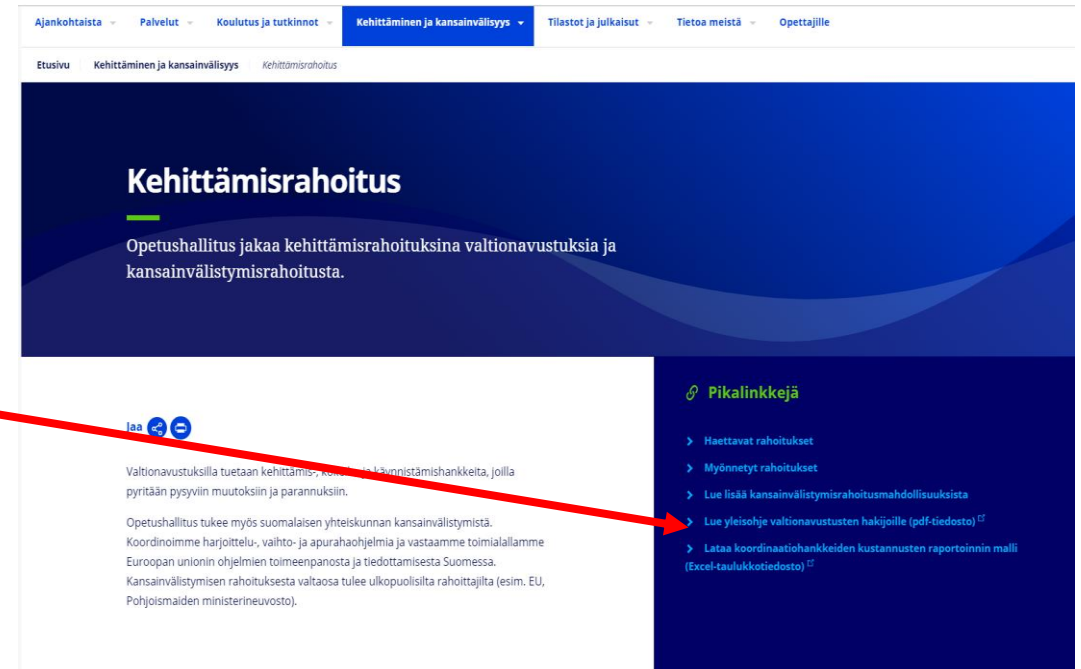 Ajankohtaista Palvelut Koulutus ja tutkinnot Kehittäminen ja kansainvälisyys Tilastot ja julkaisut Tietoa meistä Opettajille
Etusivu Kehittäminen ja kansainvälisyys Kehittämisrahoitus
Kehittämisrahoitus
Opetushallitus jakaa kehittämisrahoituksina valtionavustuksia ja
kansainvälistymisrahoitusta.
Jaa
Valtionavustuksilla tuetaan kehittämis-, ja käynnistämishankkeita, joilla
pyritään pysyviin muutoksiin ja parannuksiin.
Opetushallitus tukee myös suomalaisen yhteiskunnan kansainvälistymistä.
Koordinoimme harjoittelu-, vaihto- ja apurahaohjelmia ja vastaamme toimialallamme
Euroopan unionin ohjelmien toimeenpanosta ja tiedottamisesta Suomessa.
Kansainvälistymisen rahoituksesta valtaosa tulee ulkopuolisilta rahoittajilta (esim. EU,
Pohjoismaiden ministerineuvosto).
Pikalinkkejä
Haettavat rahoitukset
Myönnetyt rahoitukset
Lue lisää kansainvälistymisrahoitusmahdollisuuksista
Lue yleisohje valtionavustusten hakijoille (pdf-tiedosto)
Lataa koordinaatiohankkeiden kustannusten raportoinnin malli
(Excel-taulukkotiedosto)